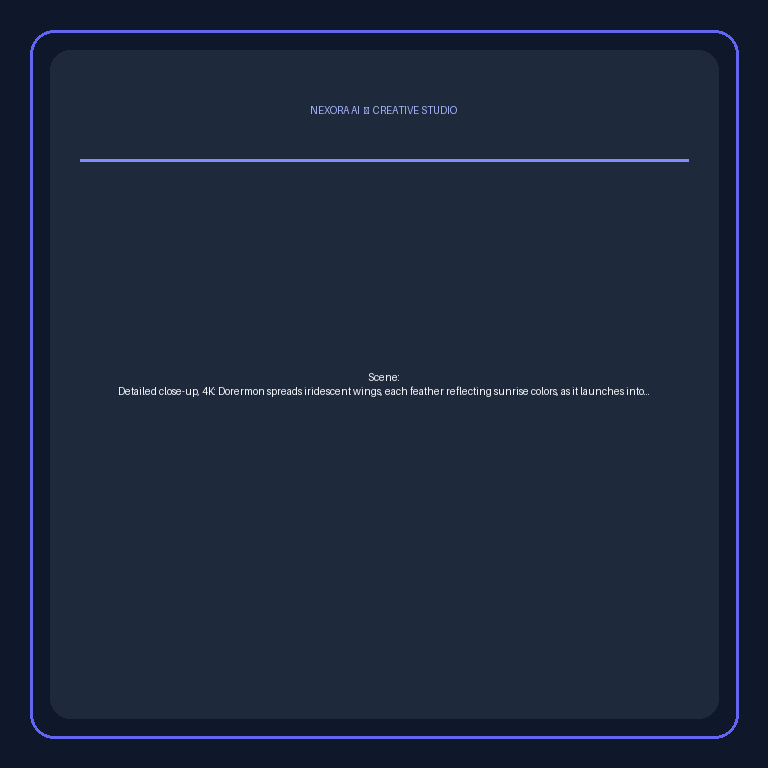 NEXORA AI ▯ CREATIVE STUDIO
Scene:
Detailed close-up, 4K: Dorermon spreads iridescent wings, each feather reflecting sunrise colors, as it launches into...